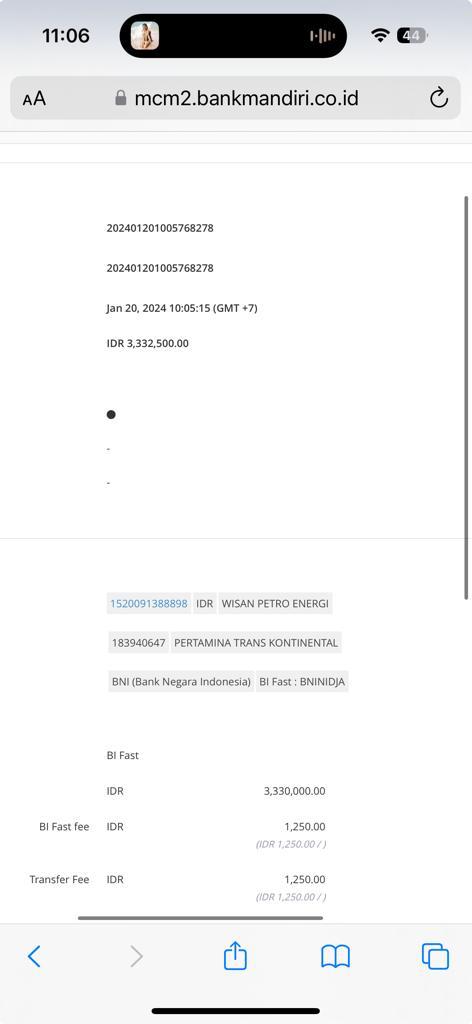 11:06
44
AA mcm2.bankmandiri.co.id
202401201005768278
202401201005768278
Jan 20, 2024 10:05:15 (GMT +7)
IDR 3,332,500.00
-
-
1520091388898 IDR WISAN PETRO ENERGI
183940647 PERTAMINA TRANS KONTINENTAL
BNI (Bank Negara Indonesia) BI Fast : BNINIDJA
BI Fast
IDR 3,330,000.00
BI Fast fee IDR 1,250.00
(IDR 1,250.00 / )
Transfer Fee IDR 1,250.00
(IDR 1,250.00 / )